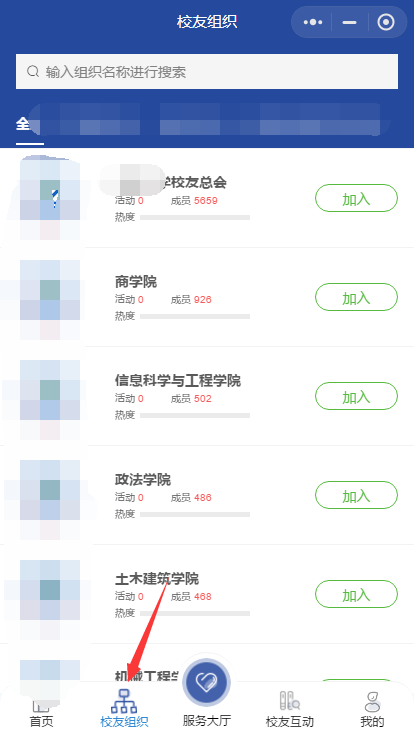 校友组织
输入组织名称进行搜索
全
学校友总会
活动 0 成员 5659
热度
加入
商学院
活动 0 成员 926
热度
加入
信息科学与工程学院
活动 0 成员 502
热度
加入
政法学院
活动 0 成员 486
热度
加入
土木建筑学院
活动 0 成员 468
热度
加入
机械工程学
首页
校友组织
服务大厅
校友互动
我的